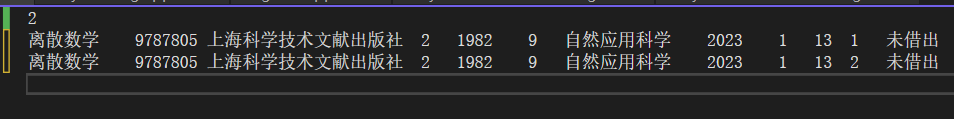 2
离散数学 9787805 上海科学技术文献出版社 2 1982 9 自然应用科学 2023 1 13 1 未借出
离散数学 9787805 上海科学技术文献出版社 2 1982 9 自然应用科学 2023 1 13 2 未借出